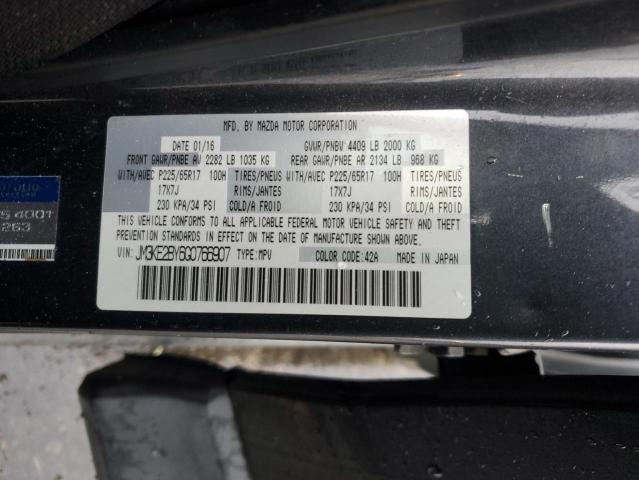 MFD. BY MAZDA MOTOR CORPORATION
DATE 01/16 GVWR/PNBV 4409 LB 2000 KG
FRONT GAWR/PNBE AV 2282 LB 1035 KG REAR GAWR/PNBE AR 2134 LB 968 KG
WITH/AVEC P225/65R17 100H TIRES/PNEUS WITH/AVEC P225/65R17 100H TIRES/PNEUS
17X7J RIMS/JANTES 17X7J RIMS/JANTES
230 KPA/34 PSI COLD/A FROID 230 KPA/34 PSI COLD/A FROID
THIS VEHICLE CONFORMS TO ALL APPLICABLE FEDERAL MOTOR VEHICLE SAFETY AND THEFT
PREVENTION STANDARDS IN EFFECT ON THE DATE OF MANUFACTURE SHOWN ABOVE.
VIN: JM3KE2BY6G0766907 TYPE: MPV COLOR CODE: 42A MADE IN JAPAN
5 4001
263